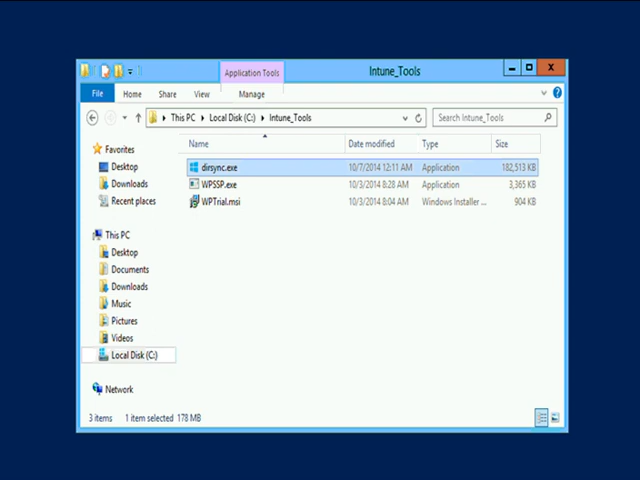 Application Tools
Intune_Tools
File Home Share View Manage
This PC Local Disk (C:) Intune_Tools
Search Intune_Tools
Name Date modified Type Size
dirsync.exe 10/7/2014 12:11 AM Application 182,513 KB
WPSSP.exe 10/3/2014 8:28 AM Application 3,365 KB
WPTrial.msi 10/3/2014 8:04 AM Windows Installer ... 904 KB
Favorites
Desktop
Downloads
Recent places
This PC
Desktop
Documents
Downloads
Music
Pictures
Videos
Local Disk (C:)
Network
3 items 1 item selected 178 MB